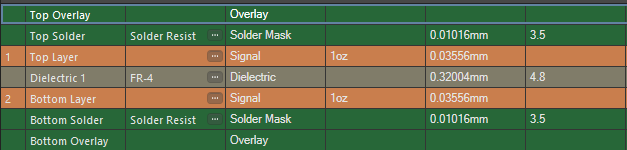 Top Overlay Overlay
Top Solder Solder Resist ... Solder Mask 0.01016mm 3.5
1 Top Layer ... Signal 1oz 0.03556mm
Dielectric 1 FR-4 ... Dielectric 0.32004mm 4.8
2 Bottom Layer ... Signal 1oz 0.03556mm
Bottom Solder Solder Resist ... Solder Mask 0.01016mm 3.5
Bottom Overlay Overlay